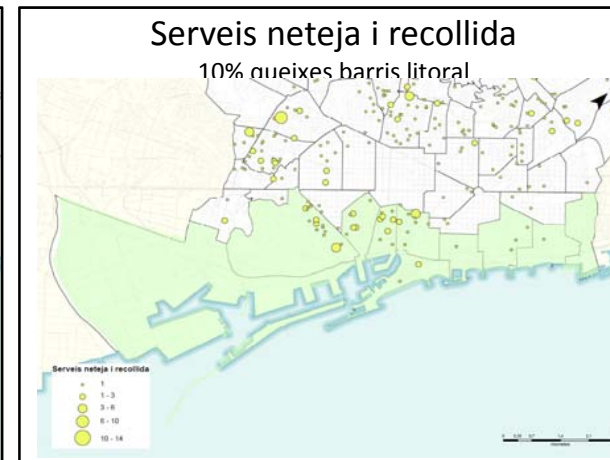 Serveis neteja i recollida
10% queixes barris litoral
Serveis neteja i recollida
1
1 - 3
3 - 6
6 - 10
10 - 14